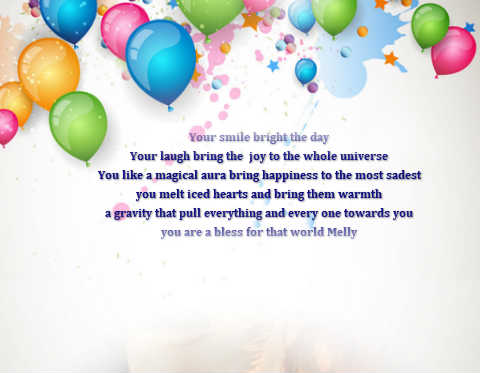 Your smile bright the day
Your laugh bring the joy to the whole universe
You like a magical aura bring happiness to the most sadest
you melt iced hearts and bring them warmth
a gravity that pull everything and every one towards you
you are a bless for that world Melly